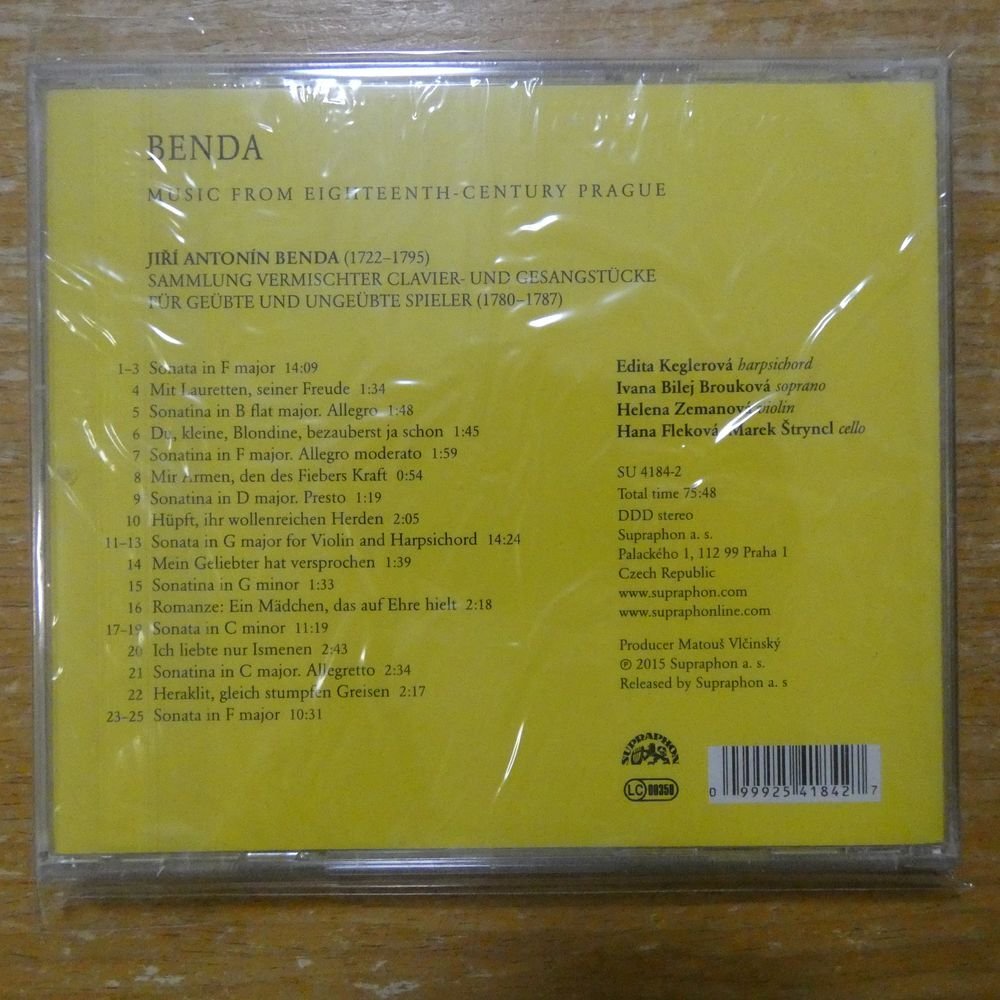 BENDA
MUSIC FROM EIGHTEENTH-CENTURY PRAGUE
JIŘÍ ANTONÍN BENDA (1722–1795)
SAMMLUNG VERMISCHTER CLAVIER- UND GESANGSTÜCKE
FÜR GEÜBTE UND UNGEÜBTE SPIELER (1780–1787)
1–3 Sonata in F major 14:09
4 Mit Lauretten, seiner Freude 1:34
5 Sonatina in B flat major. Allegro 1:48
6 Du, kleine, Blondine, bezauberst ja schon 1:45
7 Sonatina in F major. Allegro moderato 1:59
8 Mir Armen, den des Fiebers Kraft 0:54
9 Sonatina in D major. Presto 1:19
10 Hüpft, ihr wollenreichen Herden 2:05
11–13 Sonata in G major for Violin and Harpsichord 14:24
14 Mein Geliebter hat versprochen 1:39
15 Sonatina in G minor 1:33
16 Romanze: Ein Mädchen, das auf Ehre hielt 2:18
17–19 Sonata in C minor 11:19
20 Ich liebte nur Ismenen 2:43
21 Sonatina in C major. Allegretto 2:34
22 Heraklit, gleich stumpfen Greisen 2:17
23–25 Sonata in F major 10:31
Edita Keglerová harpsichord
Ivana Bilej Brouková soprano
Helena Zemanová violin
Hana Fleková, Marek Štryncl cello
SU 4184-2
Total time 75:48
DDD stereo
Supraphon a. s.
Palackého 1, 112 99 Praha 1
Czech Republic
www.supraphon.com
www.supraphonline.com
Producer Matouš Vlčinský
℗ 2015 Supraphon a. s.
Released by Supraphon a. s
SUPRAPHON
LC 00358
0 99925 41842 7